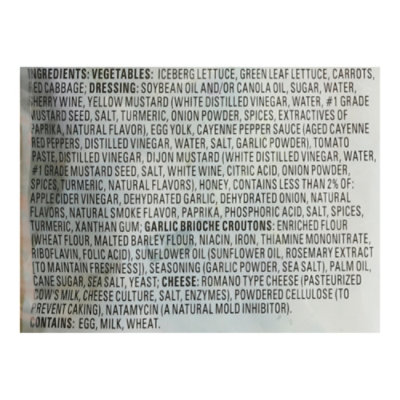 INGREDIENTS: VEGETABLES: ICEBERG LETTUCE, GREEN LEAF LETTUCE, CARROTS,
RED CABBAGE; DRESSING: SOYBEAN OIL AND/OR CANOLA OIL, SUGAR, WATER,
SHERRY WINE, YELLOW MUSTARD (WHITE DISTILLED VINEGAR, WATER, #1 GRADE
MUSTARD SEED, SALT, TURMERIC, ONION POWDER, SPICES, EXTRACTIVES OF
PAPRIKA, NATURAL FLAVOR), EGG YOLK, CAYENNE PEPPER SAUCE (AGED CAYENNE
RED PEPPERS, DISTILLED VINEGAR, WATER, SALT, GARLIC POWDER), TOMATO
PASTE, DISTILLED VINEGAR, DIJON MUSTARD (WHITE DISTILLED VINEGAR, WATER,
#1 GRADE MUSTARD SEED, SALT, WHITE WINE, CITRIC ACID, ONION POWDER,
SPICES, TURMERIC, NATURAL FLAVORS), HONEY, CONTAINS LESS THAN 2% OF:
APPLE CIDER VINEGAR, DEHYDRATED GARLIC, DEHYDRATED ONION, NATURAL
FLAVORS, NATURAL SMOKE FLAVOR, PAPRIKA, PHOSPHORIC ACID, SALT, SPICES,
TURMERIC, XANTHAN GUM; GARLIC BRIOCHE CROUTONS: ENRICHED FLOUR
(WHEAT FLOUR, MALTED BARLEY FLOUR, NIACIN, IRON, THIAMINE MONONITRATE,
RIBOFLAVIN, FOLIC ACID), SUNFLOWER OIL (SUNFLOWER OIL, ROSEMARY EXTRACT
[TO MAINTAIN FRESHNESS]), SEASONING (GARLIC POWDER, SEA SALT), PALM OIL,
CANE SUGAR, SEA SALT, YEAST; CHEESE: ROMANO TYPE CHEESE (PASTEURIZED
COW'S MILK, CHEESE CULTURE, SALT, ENZYMES), POWDERED CELLULOSE (TO
PREVENT CAKING), NATAMYCIN (A NATURAL MOLD INHIBITOR).
CONTAINS: EGG, MILK, WHEAT.